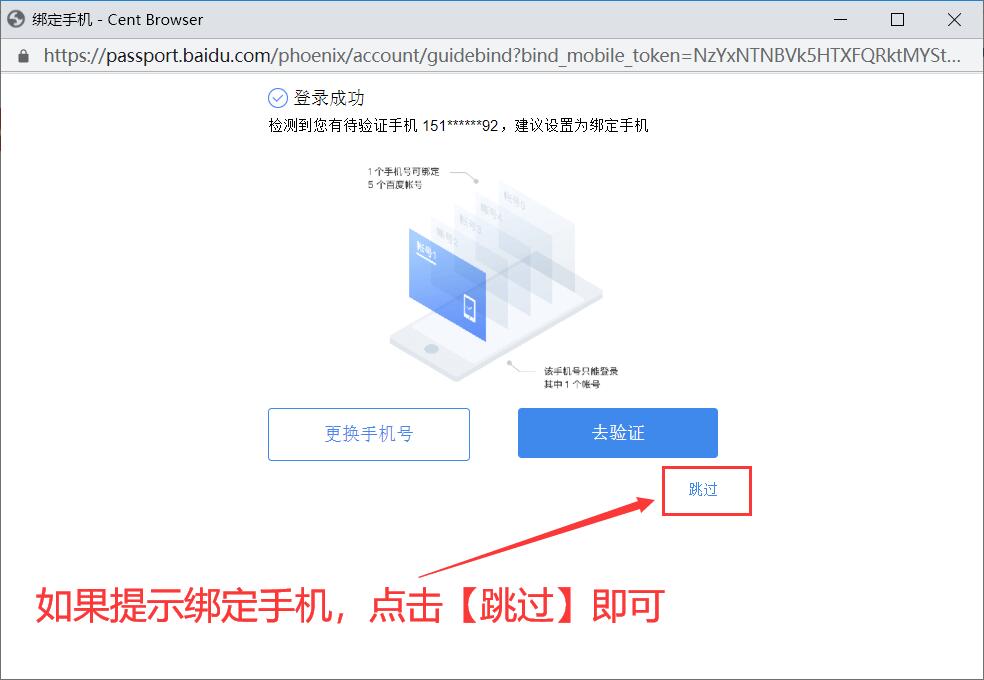 绑定手机 - Cent Browser
https://passport.baidu.com/phoenix/account/guidebind?bind_mobile_token=NzYxNTNBVk5HTXFQRktMYSt...
登录成功
检测到您有待验证手机 151******92，建议设置为绑定手机
1个手机号可绑定
5个百度帐号
帐号5
帐号4
帐号3
帐号2
帐号1
该手机号只能登录
其中1个帐号
更换手机号
去验证
跳过
如果提示绑定手机，点击【跳过】即可